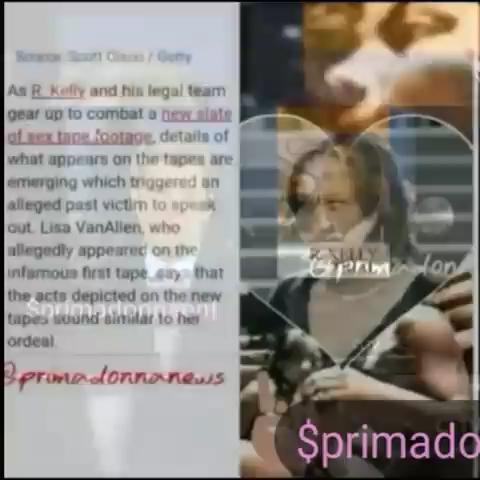 Source: Scott Olson / Getty
As R. Kelly and his legal team
gear up to combat a new slate
of sex tape footage, details of
what appears on the tapes are
emerging which triggered an
alleged past victim to speak
out. Lisa VanAllen, who
allegedly appeared on the
infamous first tape, says that
the acts depicted on the new
tapes sound similar to her
ordeal.
@primadonnanews
R.KELLY
@primadon
$primado